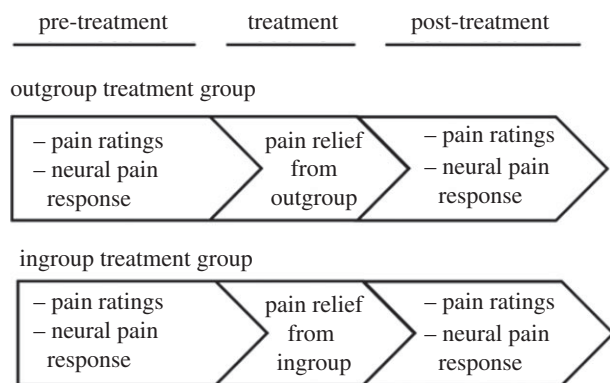 pre-treatment treatment post-treatment
outgroup treatment group
– pain ratings
– neural pain
response
pain relief
from
outgroup
– pain ratings
– neural pain
response
ingroup treatment group
– pain ratings
– neural pain
response
pain relief
from
ingroup
– pain ratings
– neural pain
response